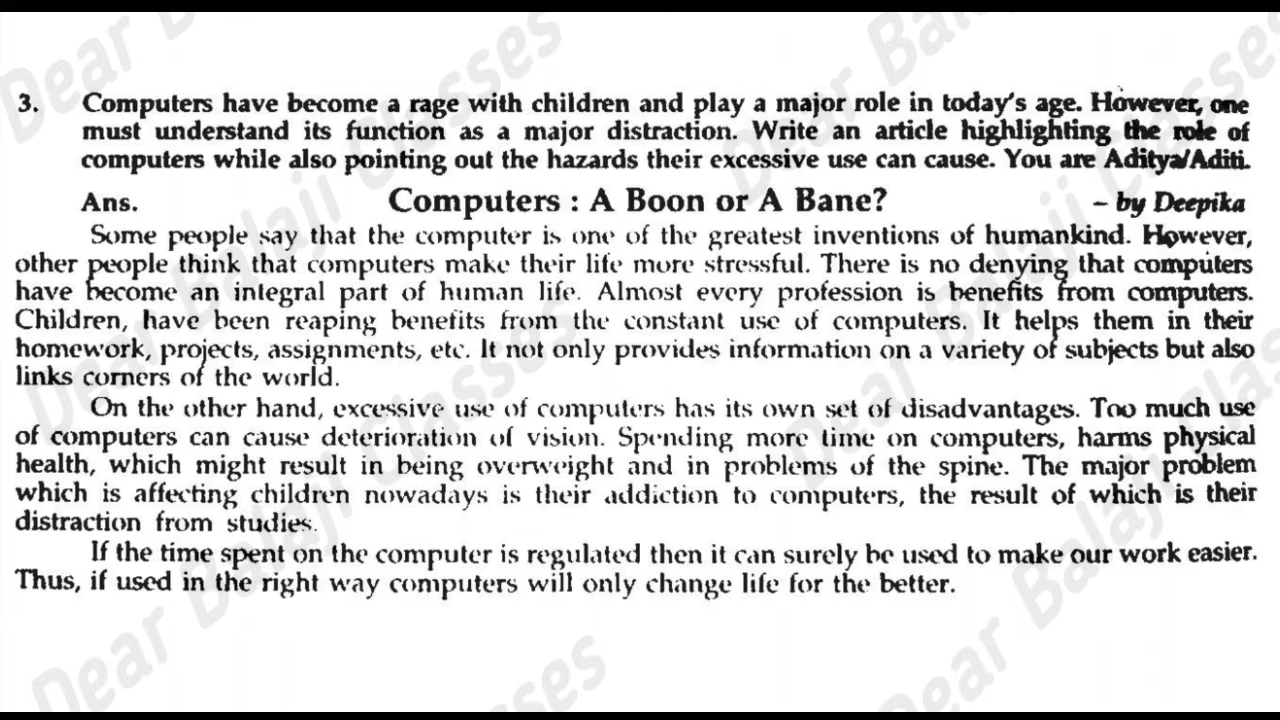 3. Computers have become a rage with children and play a major role in today's age. However, one
must understand its function as a major distraction. Write an article highlighting the role of
computers while also pointing out the hazards their excessive use can cause. You are Aditya/Aditi.
Ans. Computers : A Boon or A Bane? – by Deepika
Some people say that the computer is one of the greatest inventions of humankind. However,
other people think that computers make their life more stressful. There is no denying that computers
have become an integral part of human life. Almost every profession is benefits from computers.
Children, have been reaping benefits from the constant use of computers. It helps them in their
homework, projects, assignments, etc. It not only provides information on a variety of subjects but also
links corners of the world.
On the other hand, excessive use of computers has its own set of disadvantages. Too much use
of computers can cause deterioration of vision. Spending more time on computers, harms physical
health, which might result in being overweight and in problems of the spine. The major problem
which is affecting children nowadays is their addiction to computers, the result of which is their
distraction from studies.
If the time spent on the computer is regulated then it can surely be used to make our work easier.
Thus, if used in the right way computers will only change life for the better.
Dear Balaji Classes